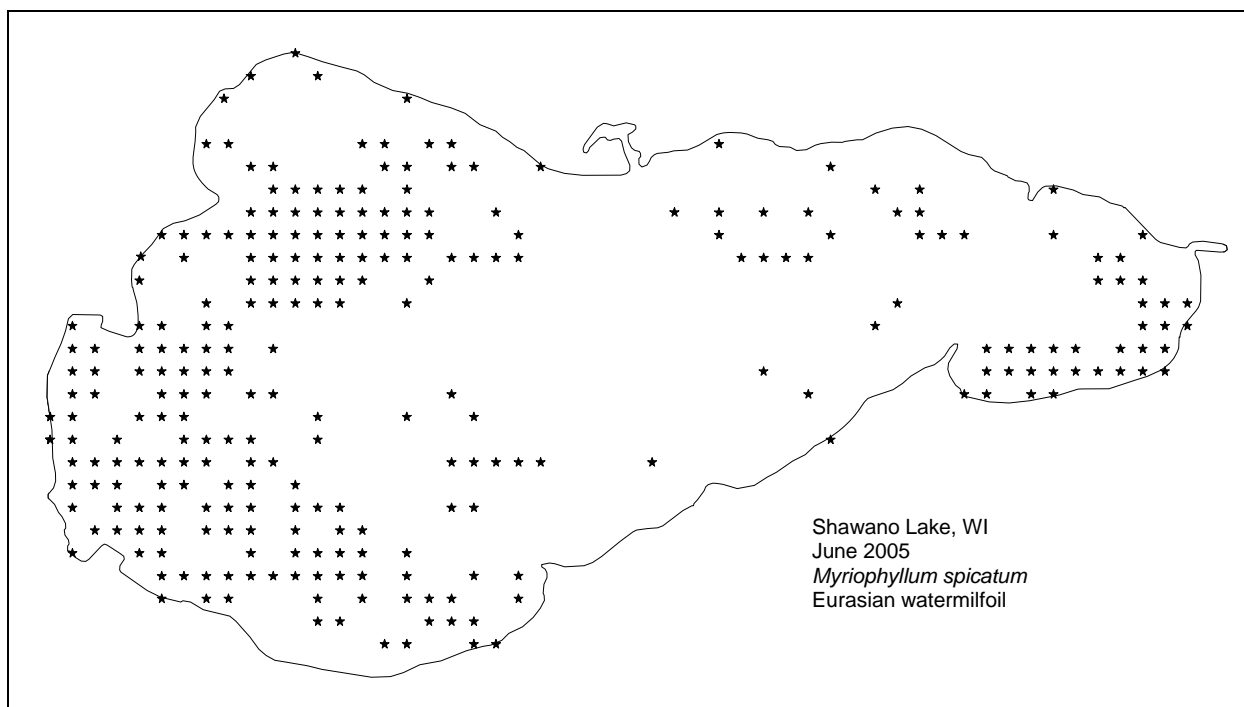 Shawano Lake, WI
June 2005
Myriophyllum spicatum
Eurasian watermilfoil